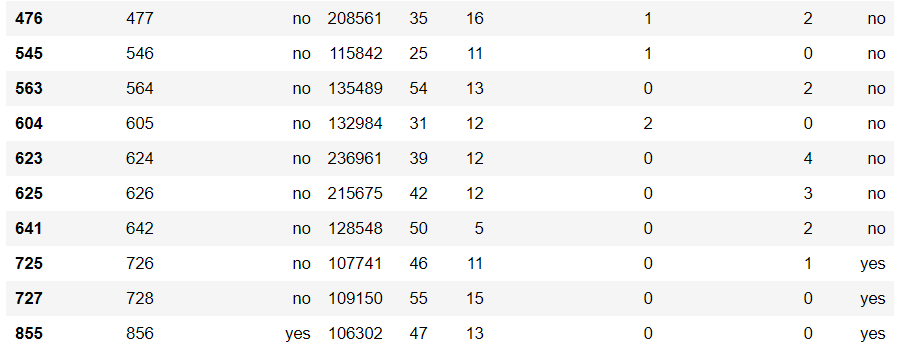 476 477 no 208561 35 16 1 2 no
545 546 no 115842 25 11 1 0 no
563 564 no 135489 54 13 0 2 no
604 605 no 132984 31 12 2 0 no
623 624 no 236961 39 12 0 4 no
625 626 no 215675 42 12 0 3 no
641 642 no 128548 50 5 0 2 no
725 726 no 107741 46 11 0 1 yes
727 728 no 109150 55 15 0 0 yes
855 856 yes 106302 47 13 0 0 yes